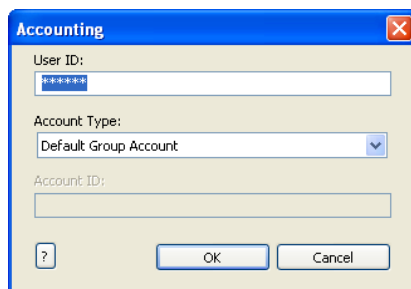 Accounting
User ID:
******
Account Type:
Default Group Account
Account ID:
?
OK
Cancel